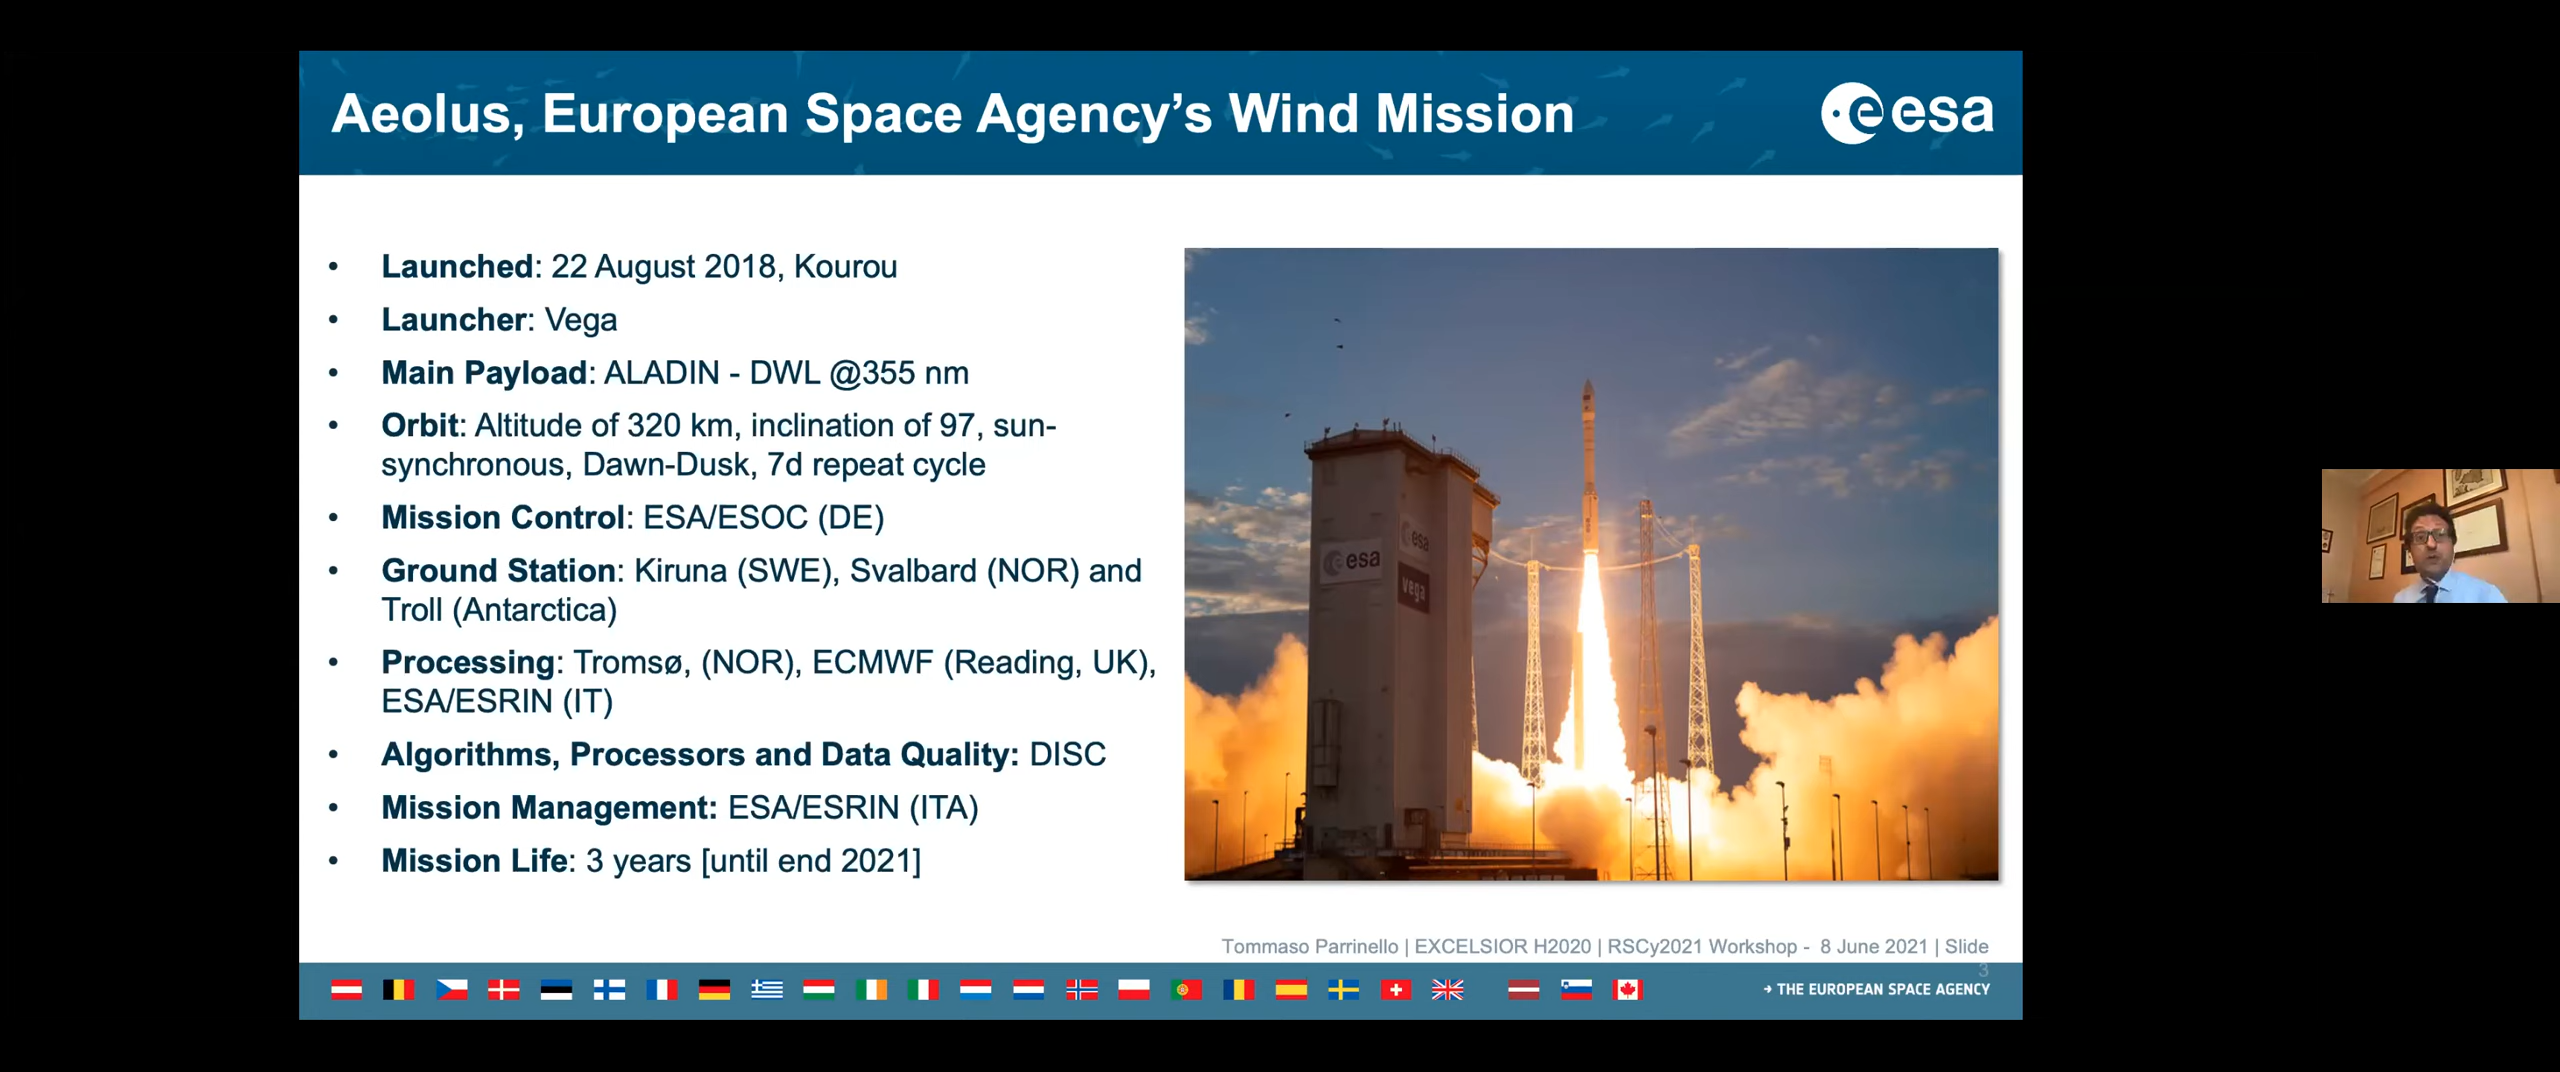 Aeolus, European Space Agency's Wind Mission
esa
• Launched: 22 August 2018, Kourou
• Launcher: Vega
• Main Payload: ALADIN - DWL @355 nm
• Orbit: Altitude of 320 km, inclination of 97, sun-
synchronous, Dawn-Dusk, 7d repeat cycle
• Mission Control: ESA/ESOC (DE)
• Ground Station: Kiruna (SWE), Svalbard (NOR) and
Troll (Antarctica)
• Processing: Tromsø, (NOR), ECMWF (Reading, UK),
ESA/ESRIN (IT)
• Algorithms, Processors and Data Quality: DISC
• Mission Management: ESA/ESRIN (ITA)
• Mission Life: 3 years [until end 2021]
esa
esa
vega
Tommaso Parrinello | EXCELSIOR H2020 | RSCy2021 Workshop - 8 June 2021 | Slide
3
→ THE EUROPEAN SPACE AGENCY